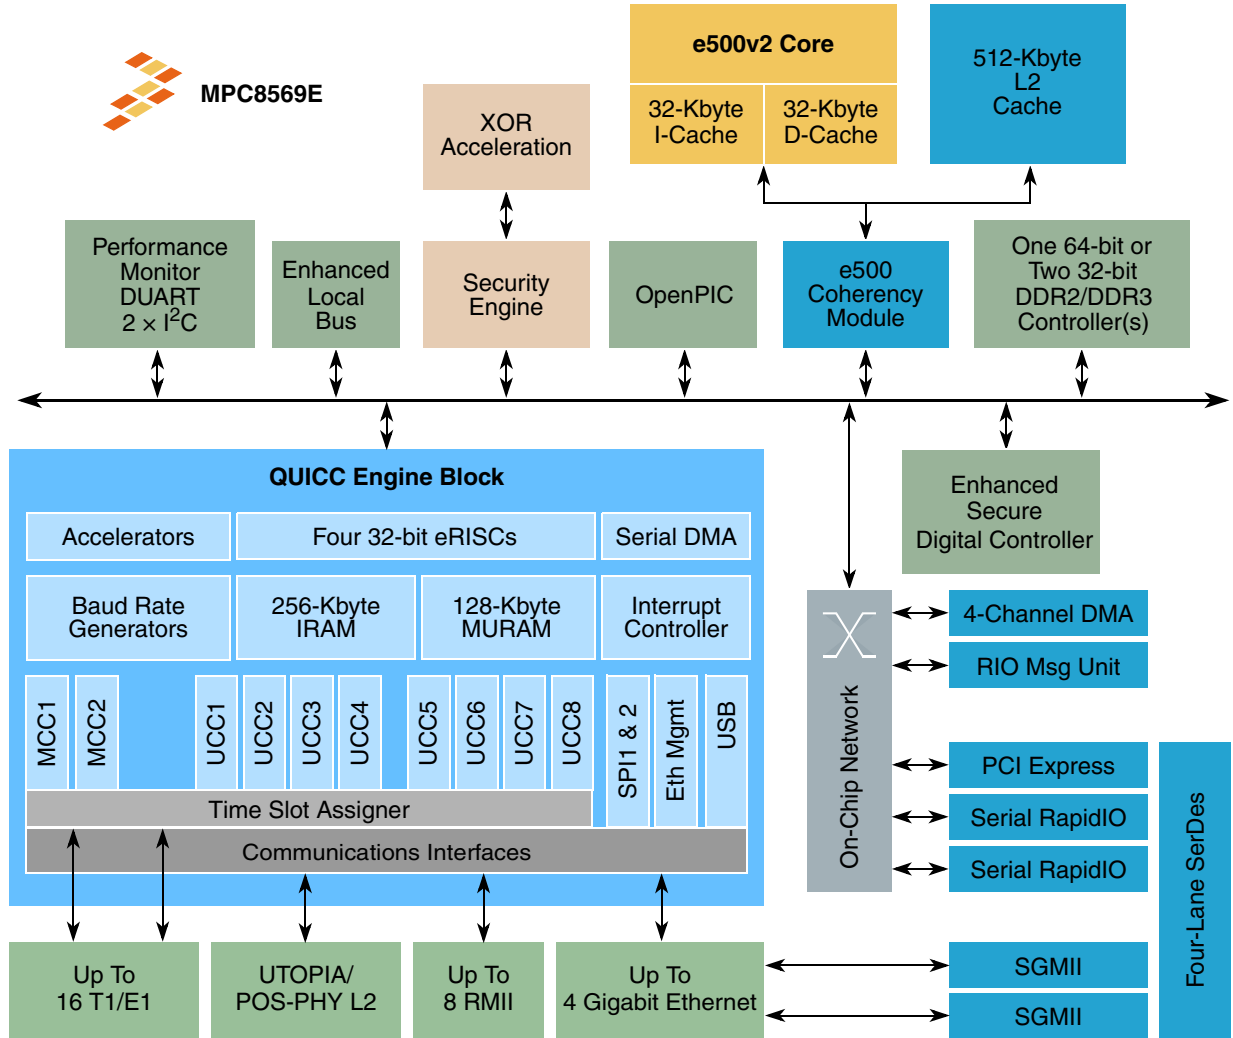 MPC8569E
e500v2 Core
32-Kbyte
I-Cache
32-Kbyte
D-Cache
512-Kbyte
L2
Cache
XOR
Acceleration
Performance
Monitor
DUART
2 × I²C
Enhanced
Local
Bus
Security
Engine
OpenPIC
e500
Coherency
Module
One 64-bit or
Two 32-bit
DDR2/DDR3
Controller(s)
QUICC Engine Block
Accelerators
Four 32-bit eRISCs
Serial DMA
Baud Rate
Generators
256-Kbyte
IRAM
128-Kbyte
MURAM
Interrupt
Controller
MCC1
MCC2
UCC1
UCC2
UCC3
UCC4
UCC5
UCC6
UCC7
UCC8
SPI1 & 2
Eth Mgmt
USB
Time Slot Assigner
Communications Interfaces
Enhanced
Secure
Digital Controller
On-Chip Network
4-Channel DMA
RIO Msg Unit
PCI Express
Serial RapidIO
Serial RapidIO
Four-Lane SerDes
Up To
16 T1/E1
UTOPIA/
POS-PHY L2
Up To
8 RMII
Up To
4 Gigabit Ethernet
SGMII
SGMII